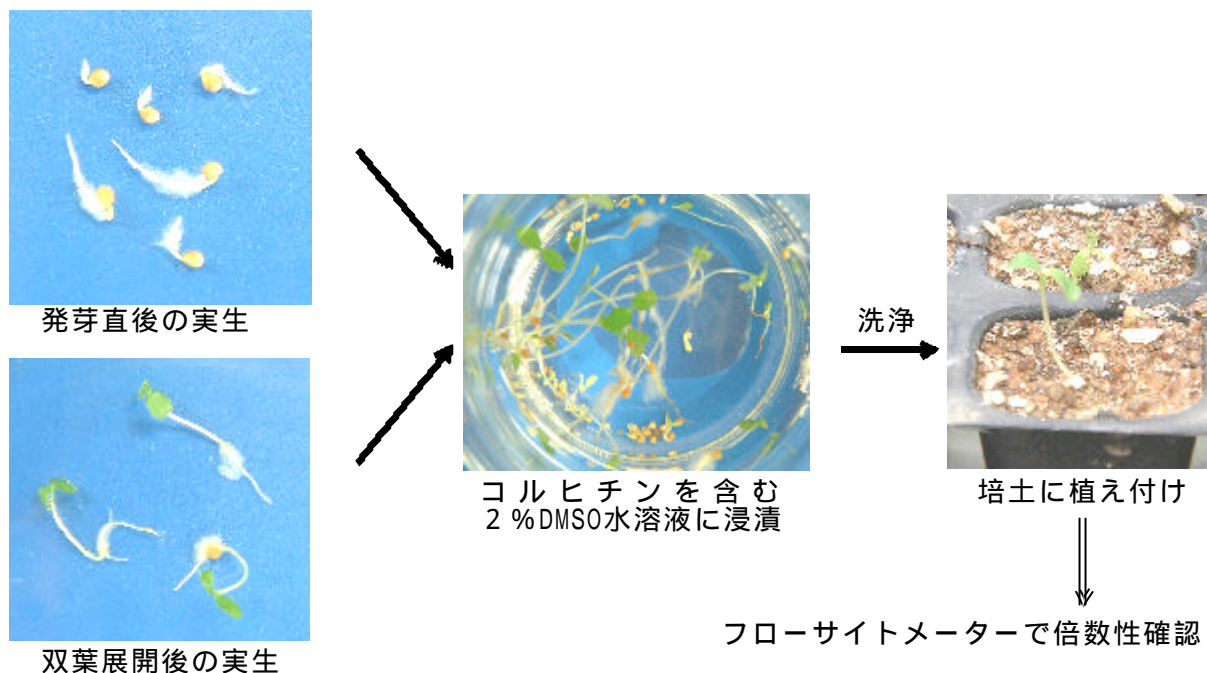 発芽直後の実生
双葉展開後の実生
コルヒチンを含む
２％DMSO水溶液に浸漬
洗浄
培土に植え付け
フローサイトメーターで倍数性確認